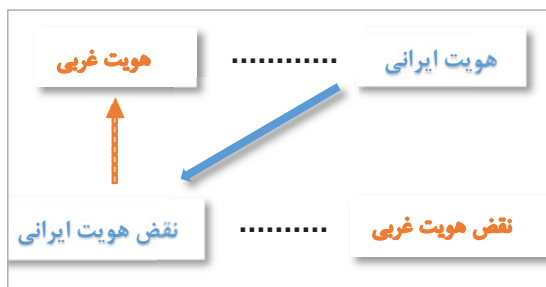 هویت ایرانی ............ هویت غربی
نقض هویت غربی .......... نقض هویت ایرانی